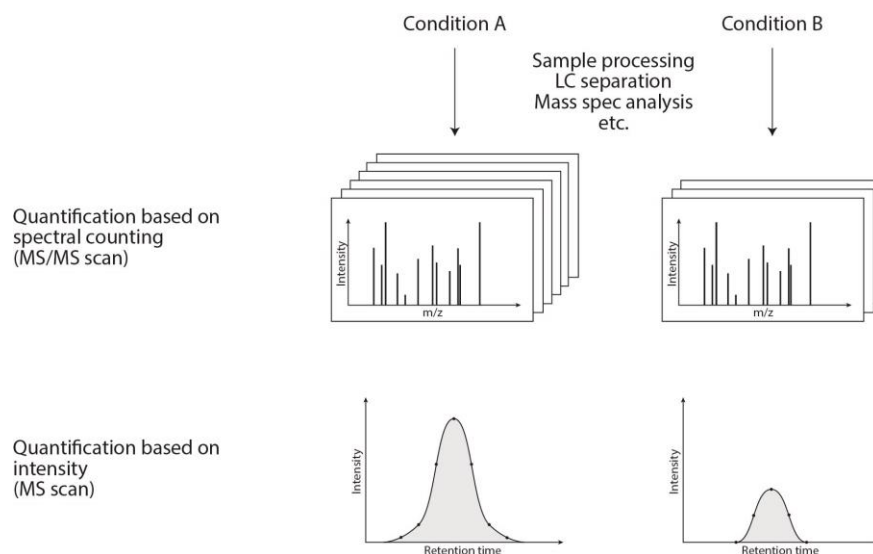 Condition A
Condition B
Sample processing
LC separation
Mass spec analysis
etc.
Quantification based on
spectral counting
(MS/MS scan)
Intensity
m/z
Intensity
m/z
Quantification based on
intensity
(MS scan)
Intensity
Retention time
Intensity
Retention time